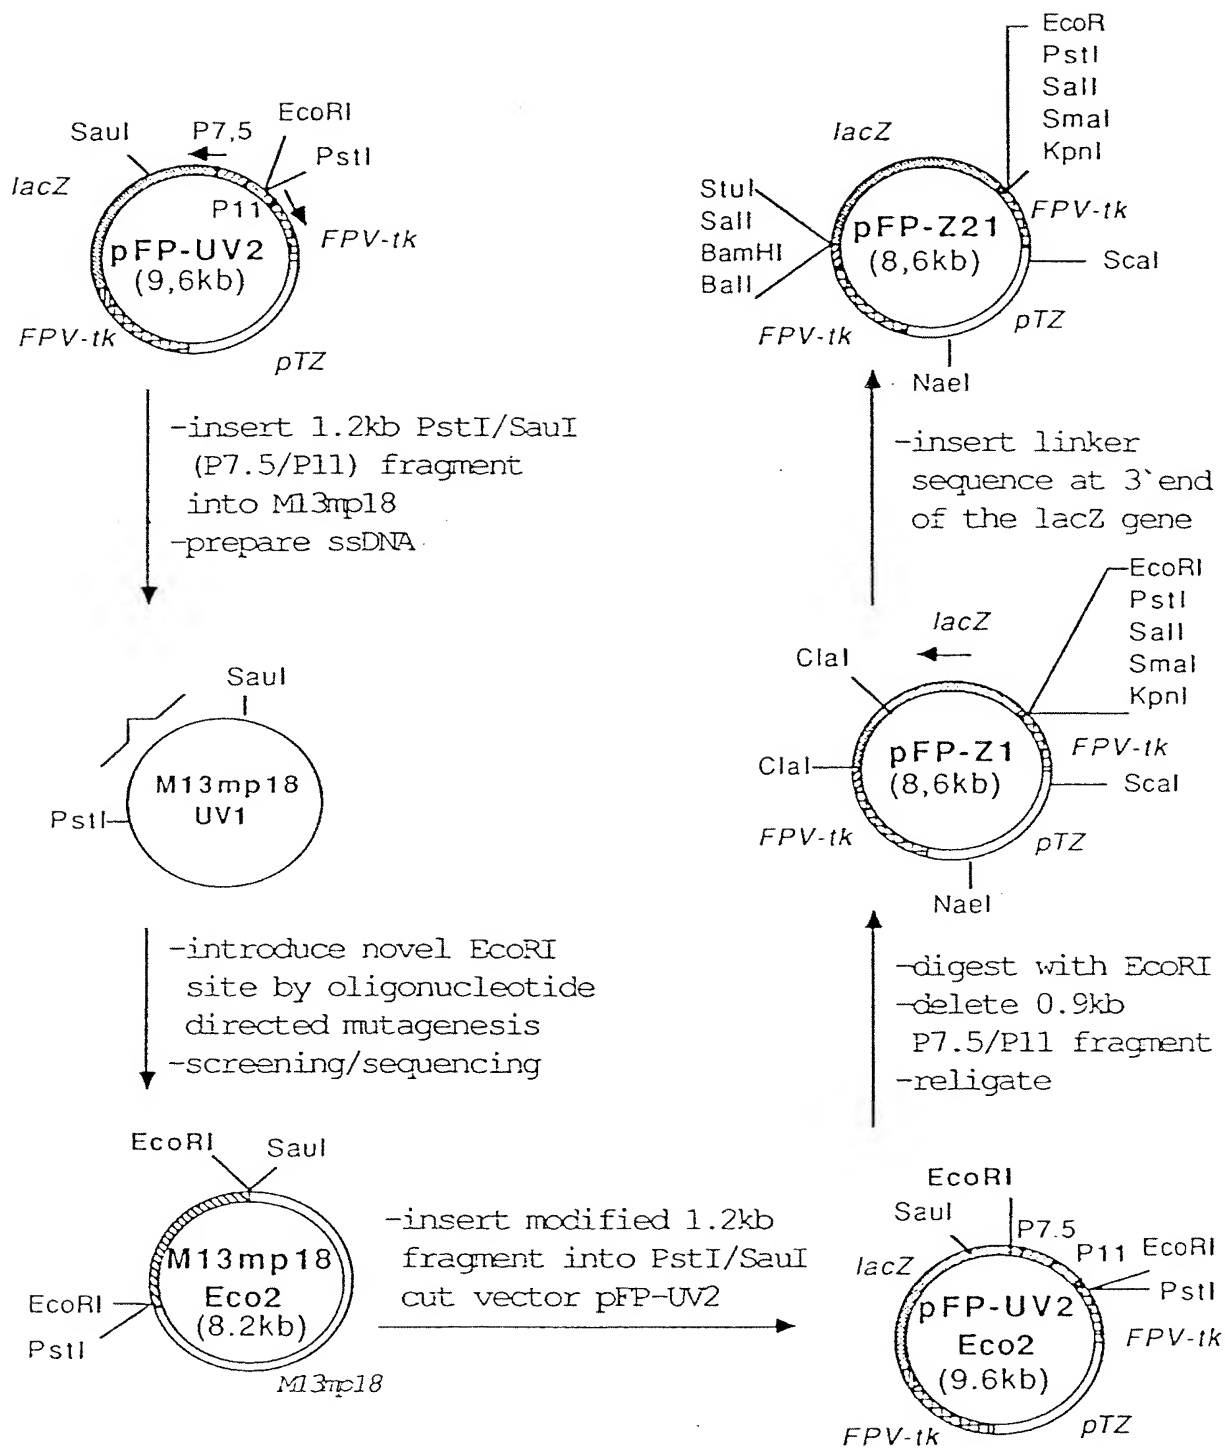 SauI
P7,5
EcoRI
PstI
lacZ
P11
FPV-tk
pFP-UV2
(9,6kb)
FPV-tk
pTZ
-insert 1.2kb PstI/SauI
(P7.5/P11) fragment
into M13mp18
-prepare ssDNA
SauI
M13mp18
UV1
PstI
-introduce novel EcoRI
site by oligonucleotide
directed mutagenesis
-screening/sequencing
EcoRI
SauI
M13mp18
Eco2
(8.2kb)
EcoRI
PstI
M13mp18
-insert modified 1.2kb
fragment into PstI/SauI
cut vector pFP-UV2
EcoRI
SauI
P7.5
P11
EcoRI
PstI
lacZ
pFP-UV2
Eco2
(9.6kb)
FPV-tk
FPV-tk
pTZ
-digest with EcoRI
-delete 0.9kb
P7.5/P11 fragment
-religate
lacZ
EcoRI
PstI
SalI
SmaI
KpnI
ClaI
ClaI
pFP-Z1
(8,6kb)
FPV-tk
ScaI
FPV-tk
pTZ
NaeI
-insert linker
sequence at 3`end
of the lacZ gene
EcoR
PstI
SalI
SmaI
KpnI
lacZ
StuI
SalI
BamHI
BalI
pFP-Z21
(8,6kb)
FPV-tk
ScaI
FPV-tk
pTZ
NaeI